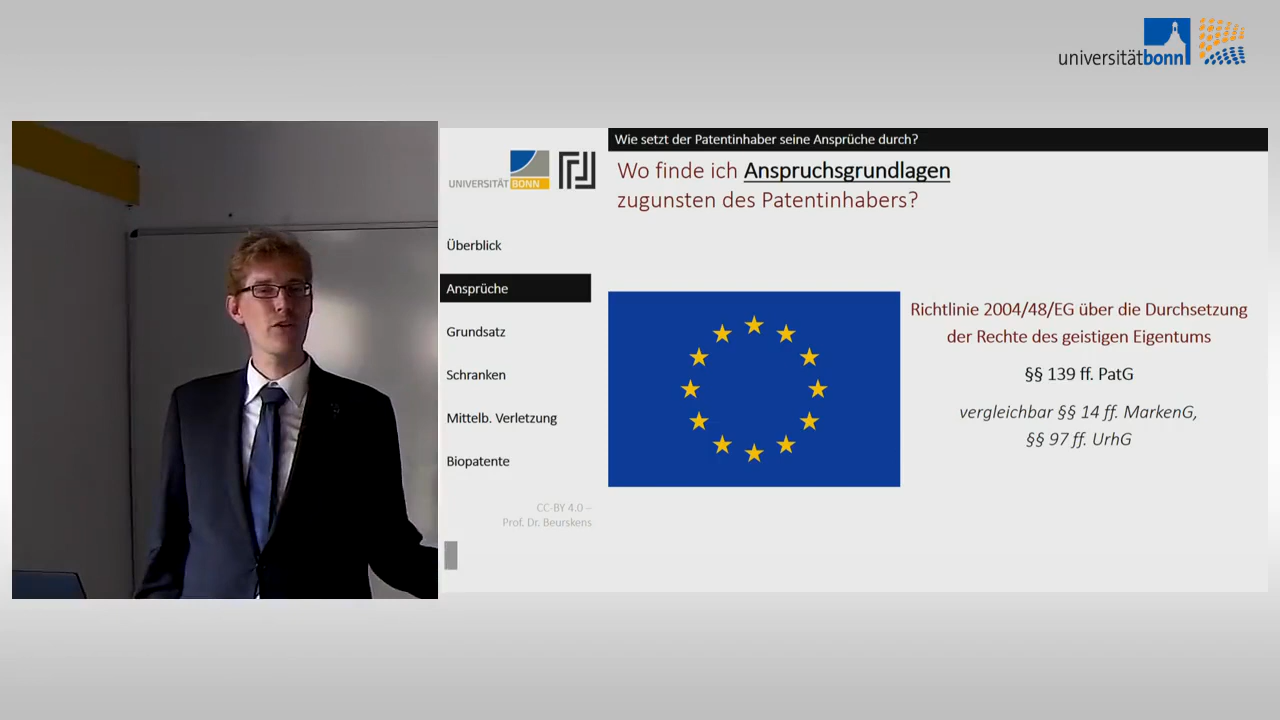 universitätbonn
Wie setzt der Patentinhaber seine Ansprüche durch?
UNIVERSITÄT BONN
Wo finde ich Anspruchsgrundlagen
zugunsten des Patentinhabers?
Überblick
Ansprüche
Grundsatz
Schranken
Mittelb. Verletzung
Biopatente
CC-BY 4.0 –
Prof. Dr. Beurskens
Richtlinie 2004/48/EG über die Durchsetzung
der Rechte des geistigen Eigentums
§§ 139 ff. PatG
vergleichbar §§ 14 ff. MarkenG,
§§ 97 ff. UrhG